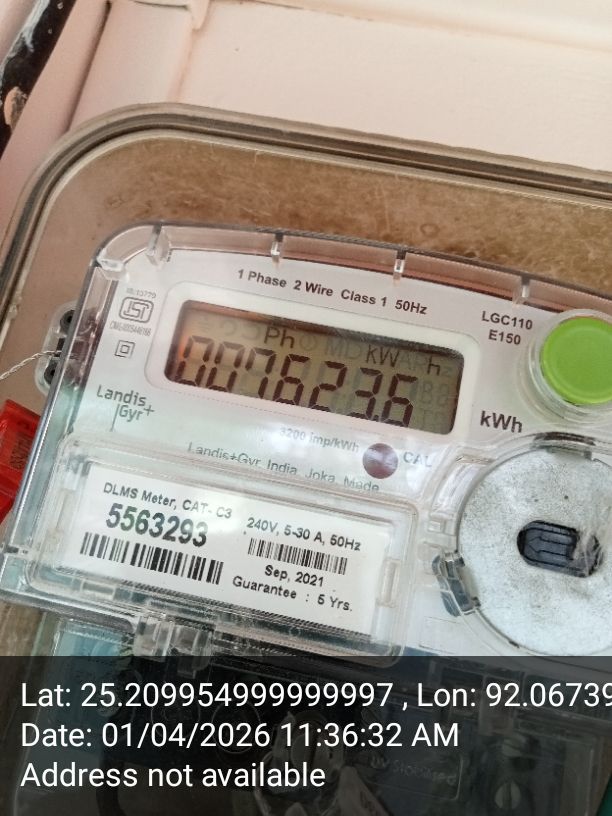 1 Phase 2 Wire Class 1 50Hz
LGC110
E150
Ph kWh
007623.6
kWh
Landis
Gyr+
3200 imp/kWh CAL
Landis+Gyr India, Joka, Made
DLMS Meter, CAT- C3
5563293
240V, 5-30 A, 50Hz
Sep, 2021
Guarantee : 5 Yrs.
Lat: 25.209954999999997 , Lon: 92.06739
Date: 01/04/2026 11:36:32 AM
Address not available